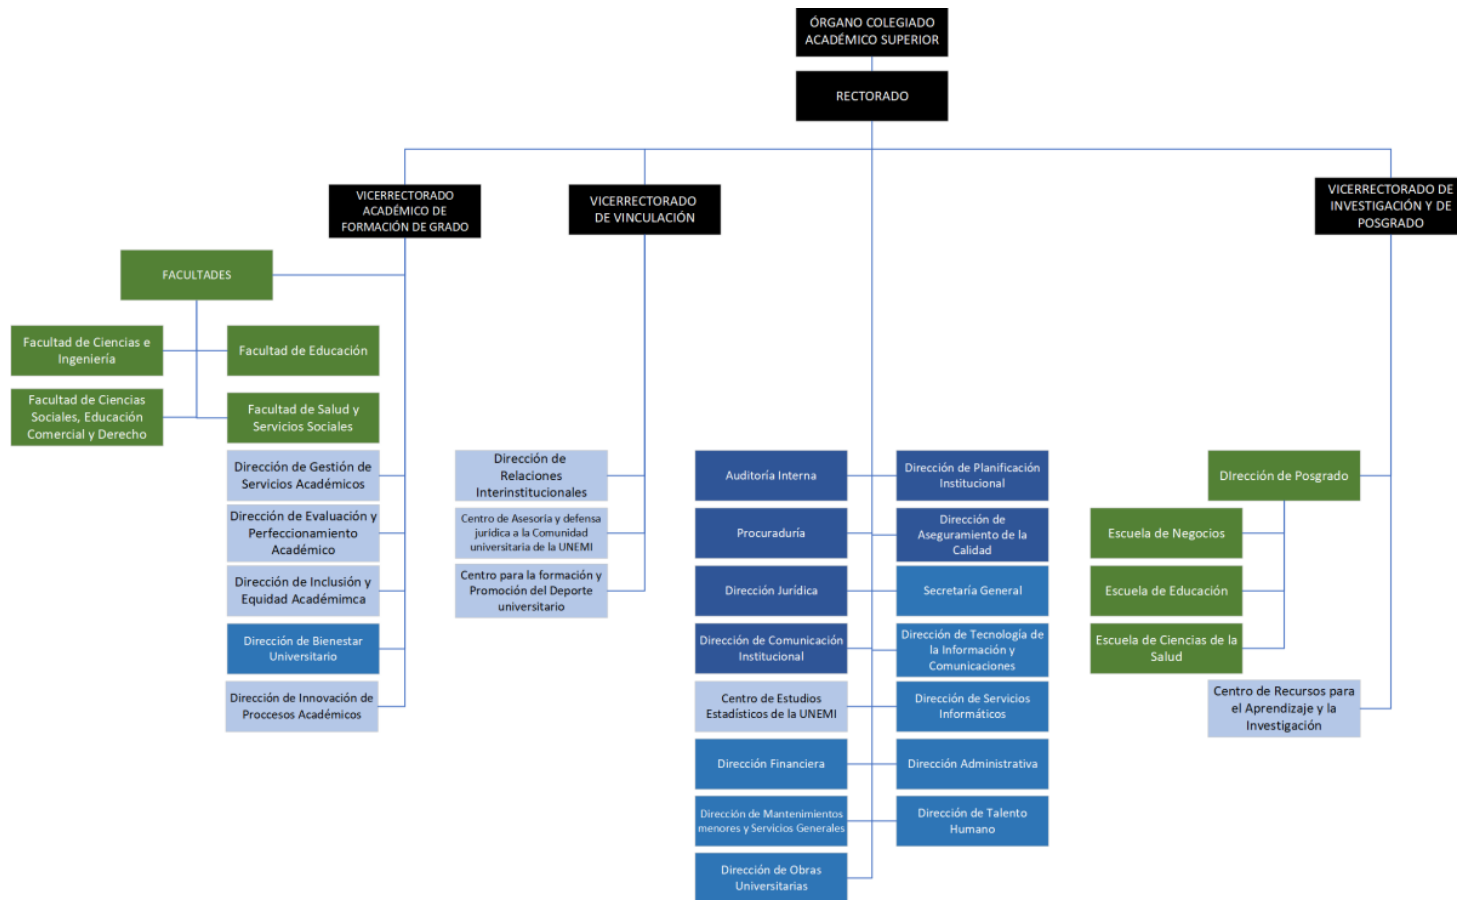 ÓRGANO COLEGIADO
ACADÉMICO SUPERIOR
RECTORADO
VICERRECTORADO
ACADÉMICO DE
FORMACIÓN DE GRADO
VICERRECTORADO
DE VINCULACIÓN
VICERRECTORADO DE
INVESTIGACIÓN Y DE
POSGRADO
FACULTADES
Facultad de Ciencias e
Ingeniería
Facultad de Educación
Facultad de Ciencias
Sociales, Educación
Comercial y Derecho
Facultad de Salud y
Servicios Sociales
Dirección de Gestión de
Servicios Académicos
Dirección de Evaluación y
Perfeccionamiento
Académico
Dirección de Inclusión y
Equidad Académimca
Dirección de Bienestar
Universitario
Dirección de Innovación de
Proccesos Académicos
Dirección de
Relaciones
Interinstitucionales
Centro de Asesoría y defensa
jurídica a la Comunidad
universitaria de la UNEMI
Centro para la formación y
Promoción del Deporte
universitario
Auditoría Interna
Dirección de Planificación
Institucional
Procuraduría
Dirección de
Aseguramiento de la
Calidad
Dirección Jurídica
Secretaría General
Dirección de Comunicación
Institucional
Dirección de Tecnología de
la Información y
Comunicaciones
Centro de Estudios
Estadísticos de la UNEMI
Dirección de Servicios
Informáticos
Dirección Financiera
Dirección Administrativa
Dirección de Mantenimientos
menores y Servicios Generales
Dirección de Talento
Humano
Dirección de Obras
Universitarias
DIrección de Posgrado
Escuela de Negocios
Escuela de Educación
Escuela de Ciencias de la
Salud
Centro de Recursos para
el Aprendizaje y la
Investigación